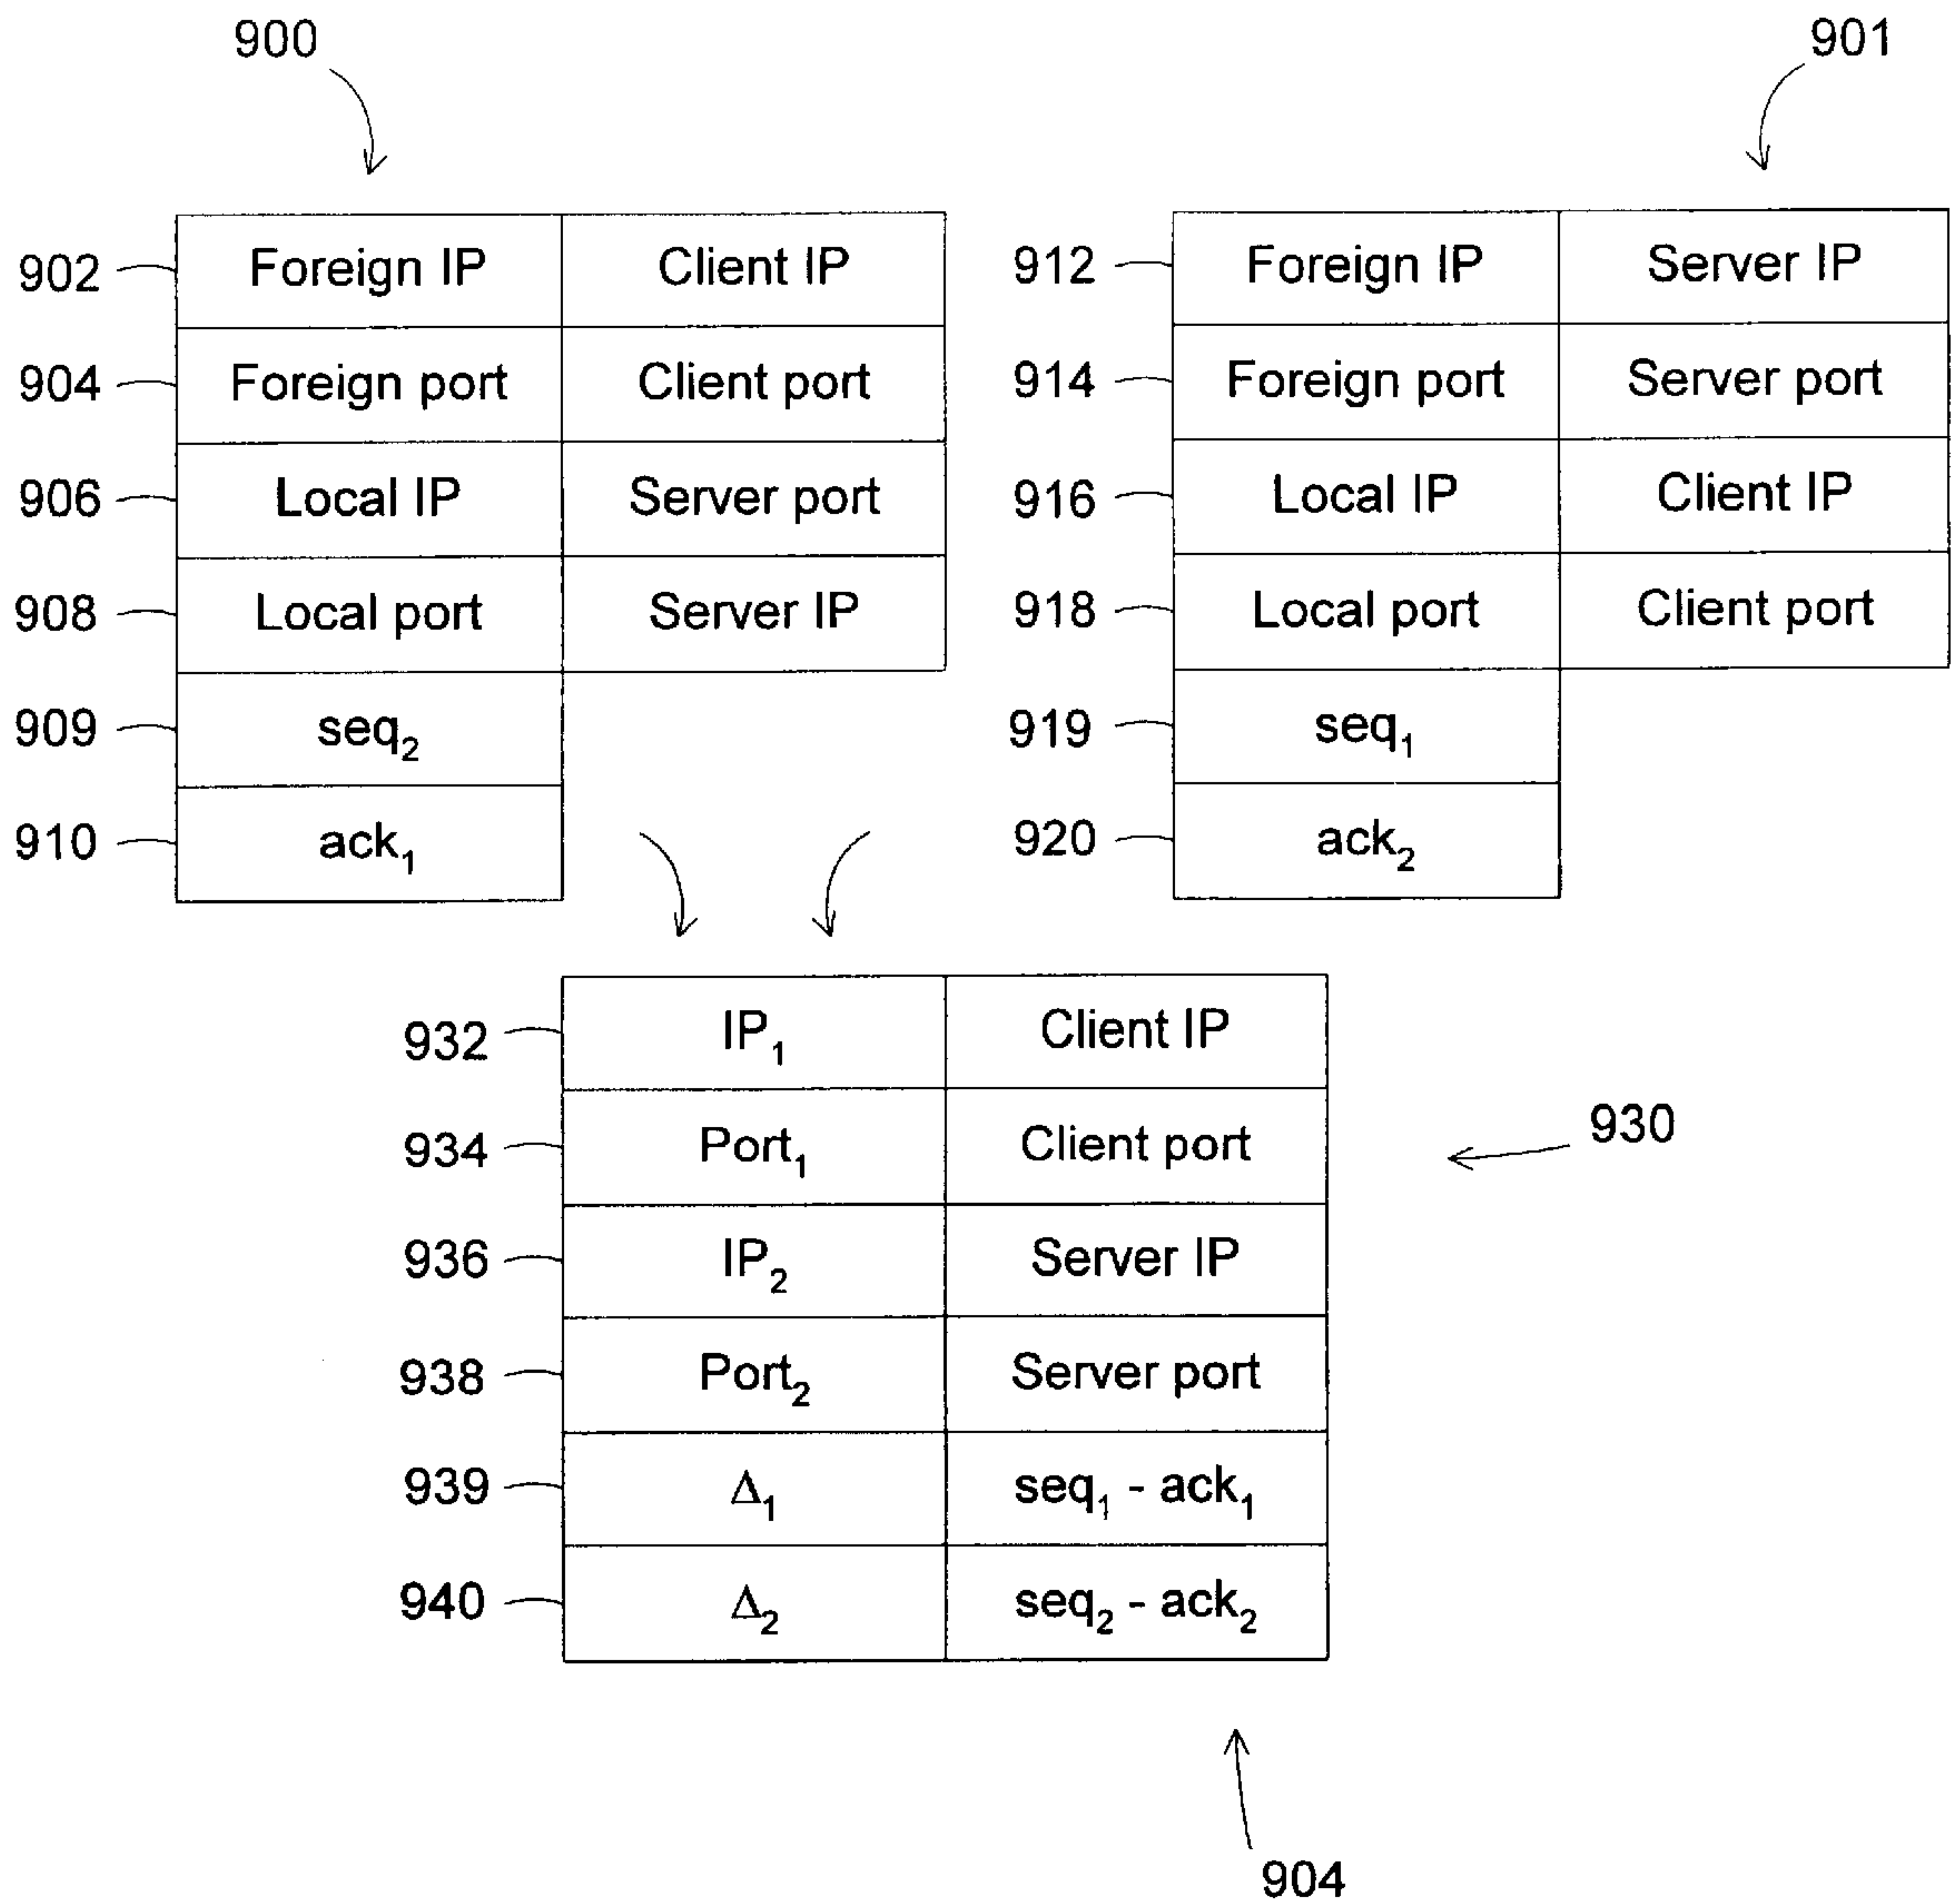 900
901
902 Foreign IP Client IP
904 Foreign port Client port
906 Local IP Server port
908 Local port Server IP
909 seq₂
910 ack₁
912 Foreign IP Server IP
914 Foreign port Server port
916 Local IP Client IP
918 Local port Client port
919 seq₁
920 ack₂
932 IP₁ Client IP
934 Port₁ Client port
936 IP₂ Server IP
938 Port₂ Server port
939 Δ₁ seq₁ - ack₁
940 Δ₂ seq₂ - ack₂
930
904